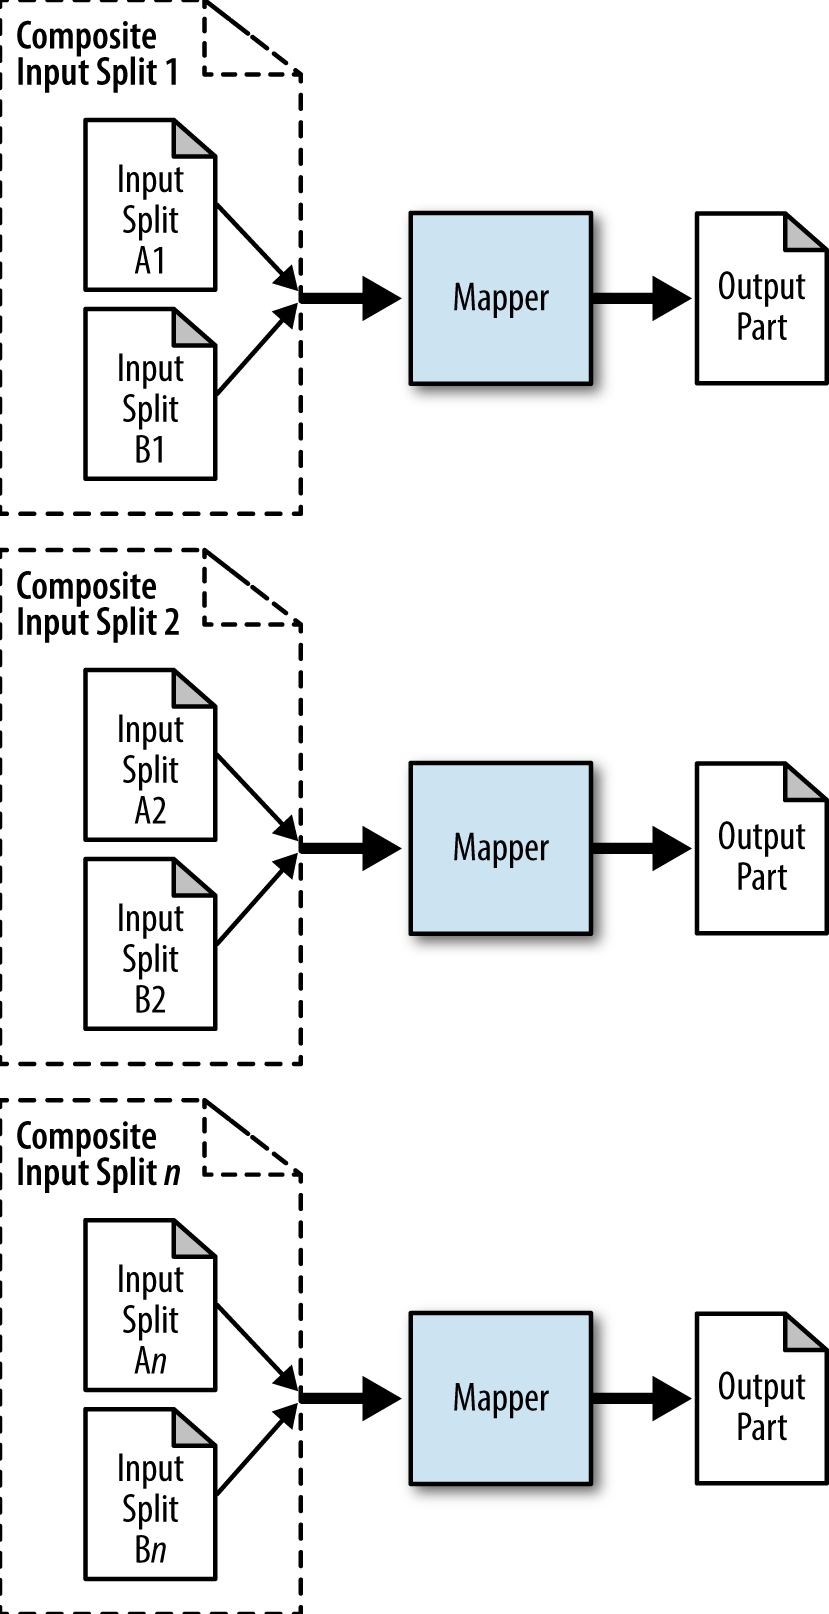 Composite
Input Split 1
Input
Split
A1
Input
Split
B1
Mapper
Output
Part
Composite
Input Split 2
Input
Split
A2
Input
Split
B2
Mapper
Output
Part
Composite
Input Split n
Input
Split
An
Input
Split
Bn
Mapper
Output
Part